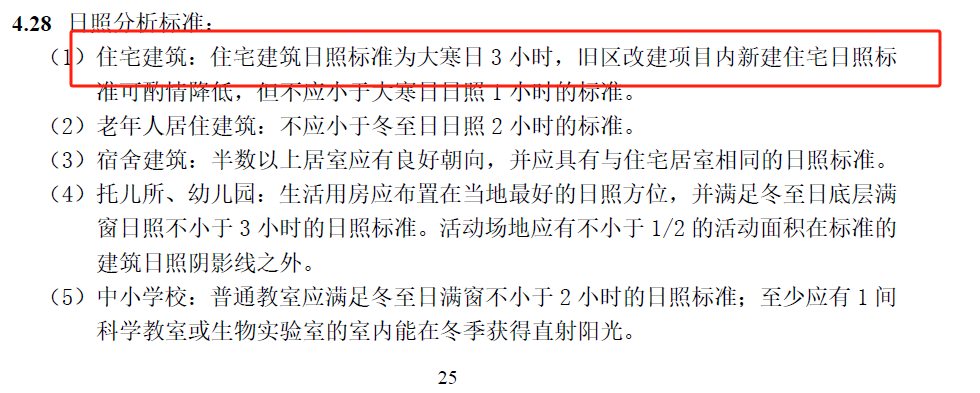 4.28 日照分析标准：
（1）住宅建筑：住宅建筑日照标准为大寒日 3 小时，旧区改建项目内新建住宅日照标
准可酌情降低，但不应小于大寒日日照 1 小时的标准。
（2）老年人居住建筑：不应小于冬至日日照 2 小时的标准。
（3）宿舍建筑：半数以上居室应有良好朝向，并应具有与住宅居室相同的日照标准。
（4）托儿所、幼儿园：生活用房应布置在当地最好的日照方位，并满足冬至日底层满
窗日照不小于 3 小时的日照标准。活动场地应有不小于 1/2 的活动面积在标准的
建筑日照阴影线之外。
（5）中小学校：普通教室应满足冬至日满窗不小于 2 小时的日照标准；至少应有 1 间
科学教室或生物实验室的室内能在冬季获得直射阳光。
25